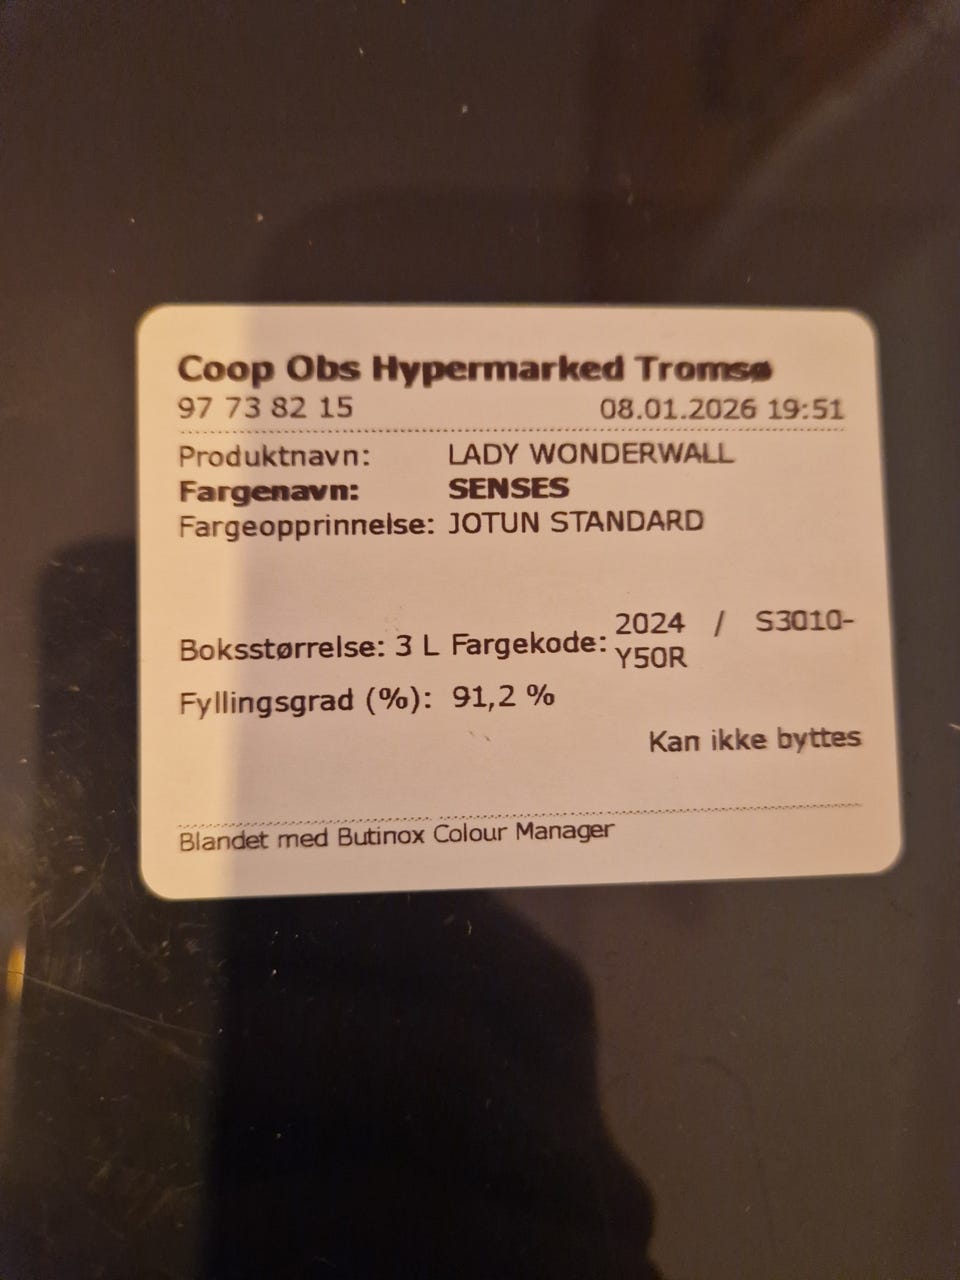 Coop Obs Hypermarked Tromsø
97 73 82 15 08.01.2026 19:51
Produktnavn: LADY WONDERWALL
Fargenavn: SENSES
Fargeopprinnelse: JOTUN STANDARD
Boksstørrelse: 3 L Fargekode: 2024 / S3010-
Y50R
Fyllingsgrad (%): 91,2 %
Kan ikke byttes
Blandet med Butinox Colour Manager